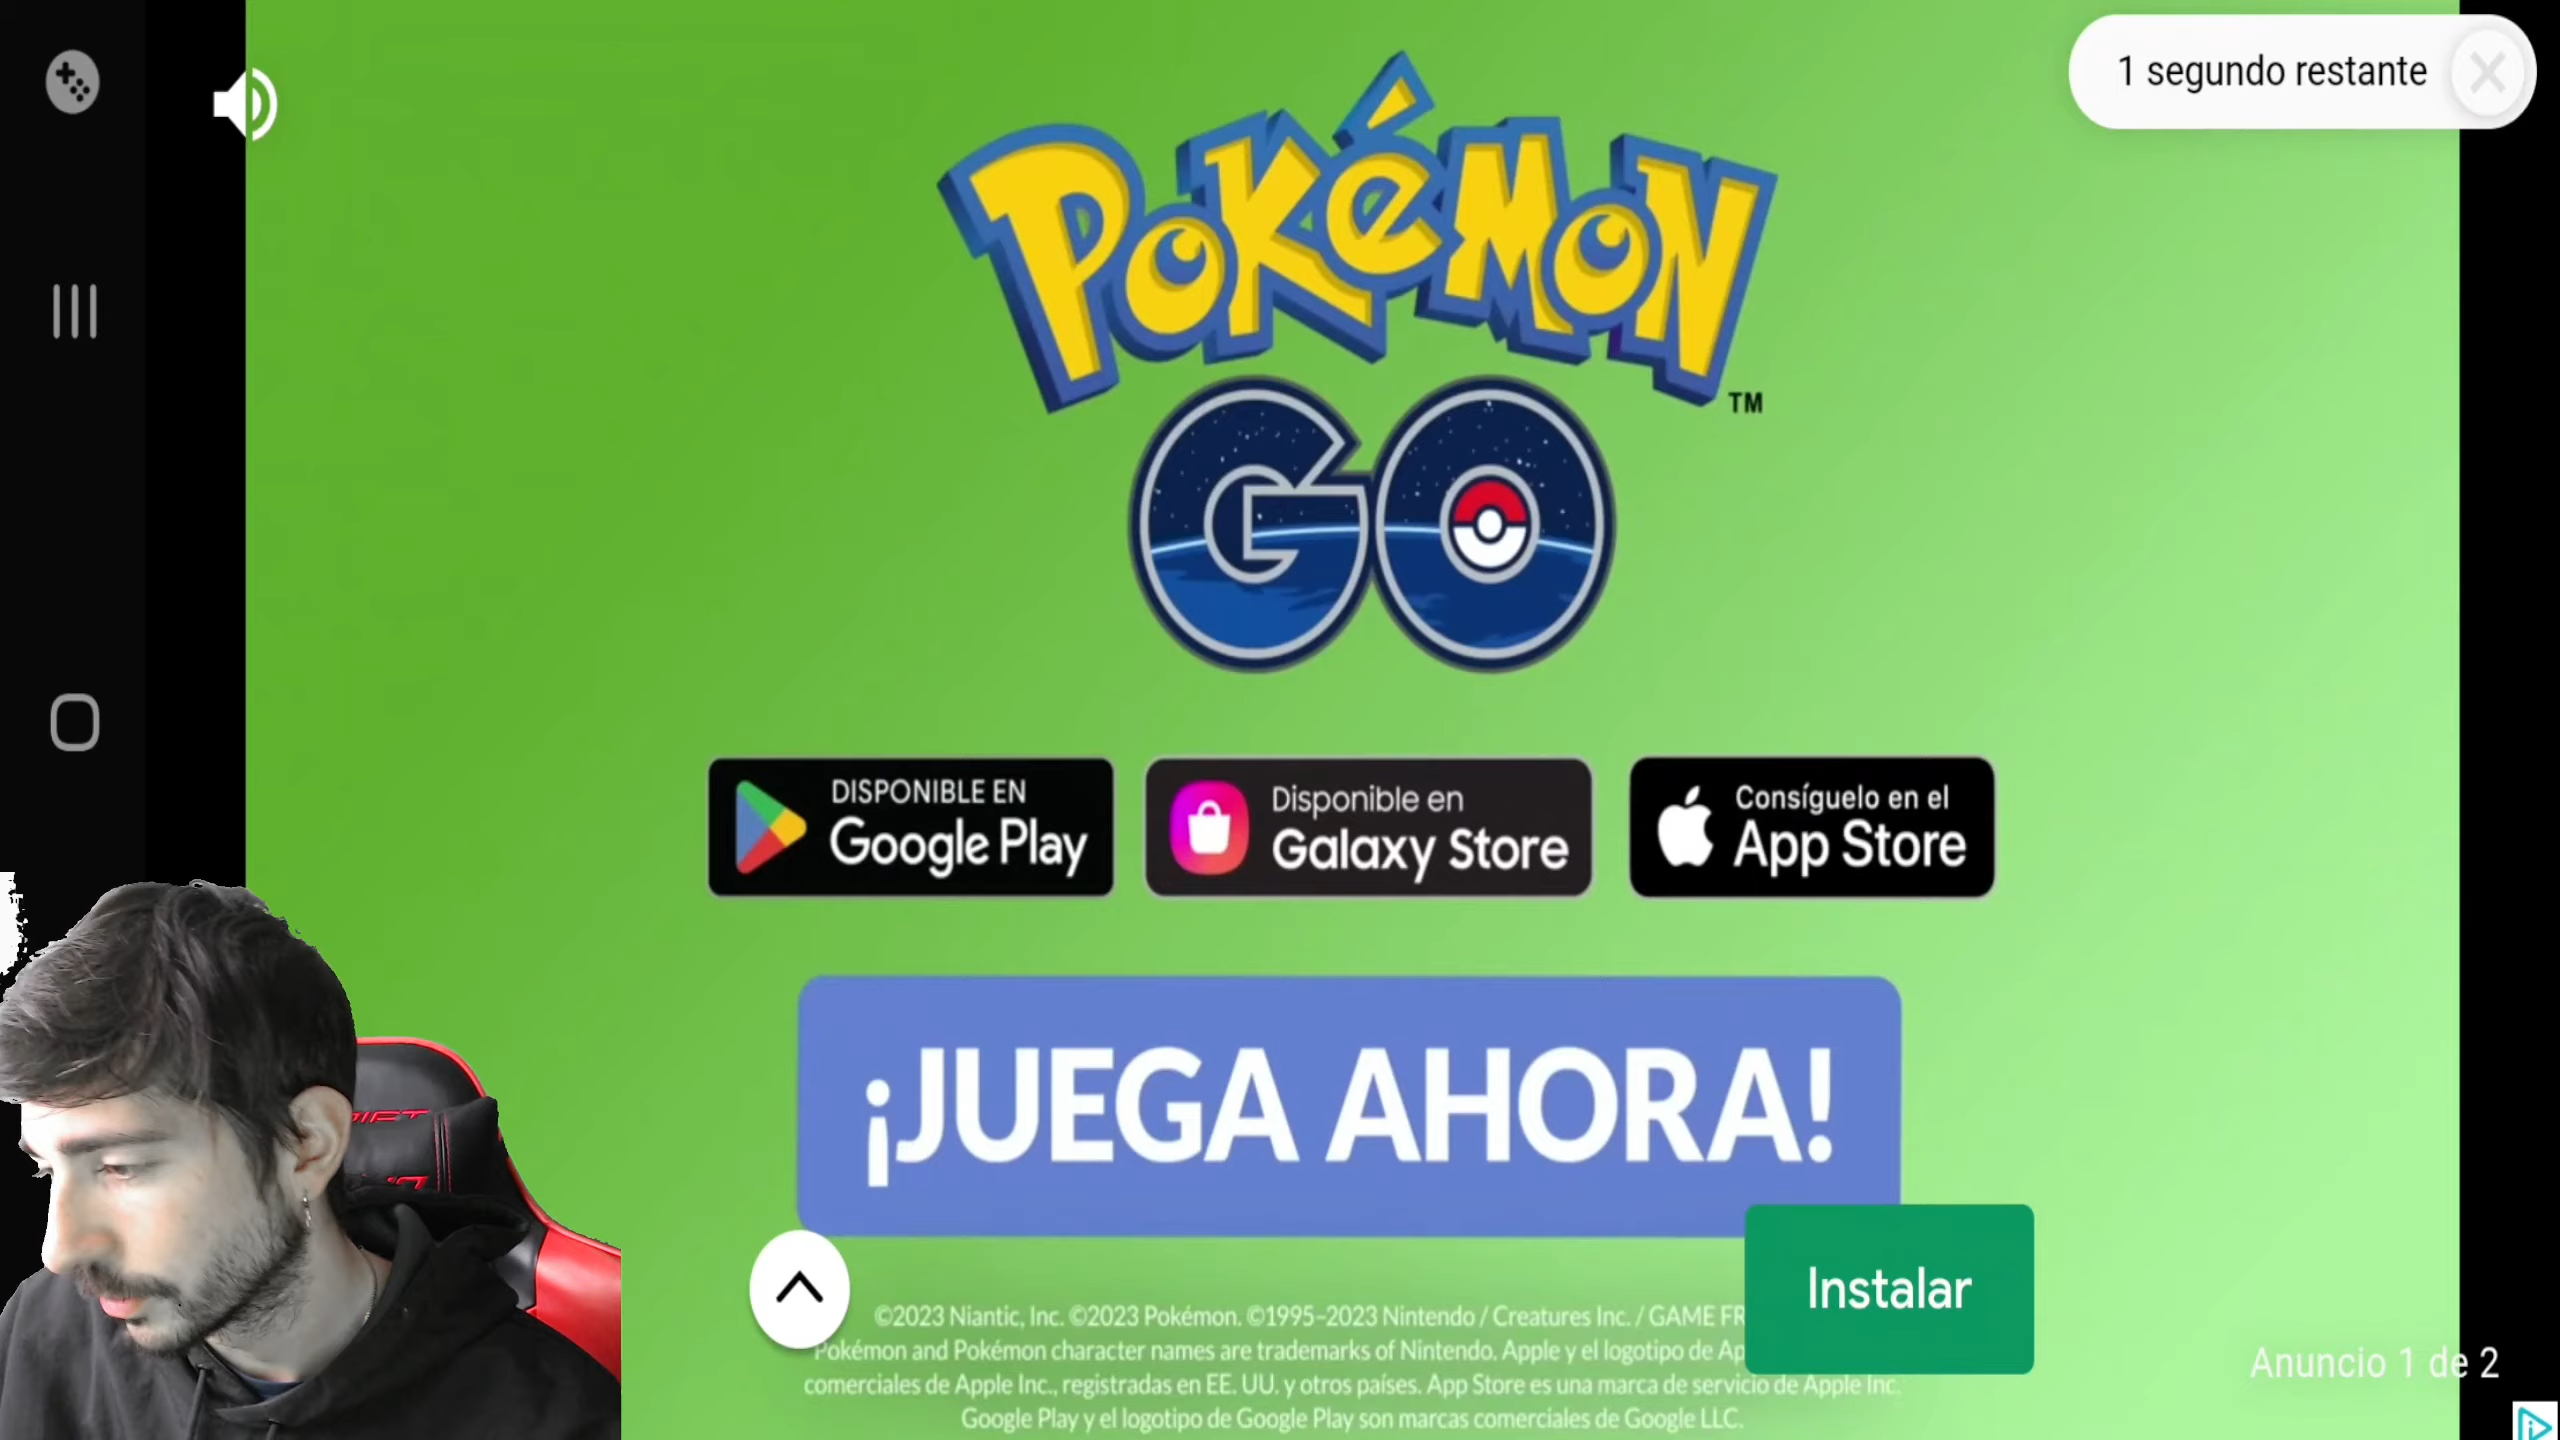 1 segundo restante
POKéMON
TM
GO
DISPONIBLE EN
Google Play
Disponible en
Galaxy Store
Consíguelo en el
App Store
¡JUEGA AHORA!
Instalar
©2023 Niantic, Inc. ©2023 Pokémon. ©1995–2023 Nintendo / Creatures Inc. / GAME
Pokémon and Pokémon character names are trademarks of Nintendo. Apple y el logotipo de
comerciales de Apple Inc., registradas en EE. UU. y otros países. App Store es una marca de servicio de Apple Inc.
Google Play y el logotipo de Google Play son marcas comerciales de Google LLC.
Anuncio 1 de 2